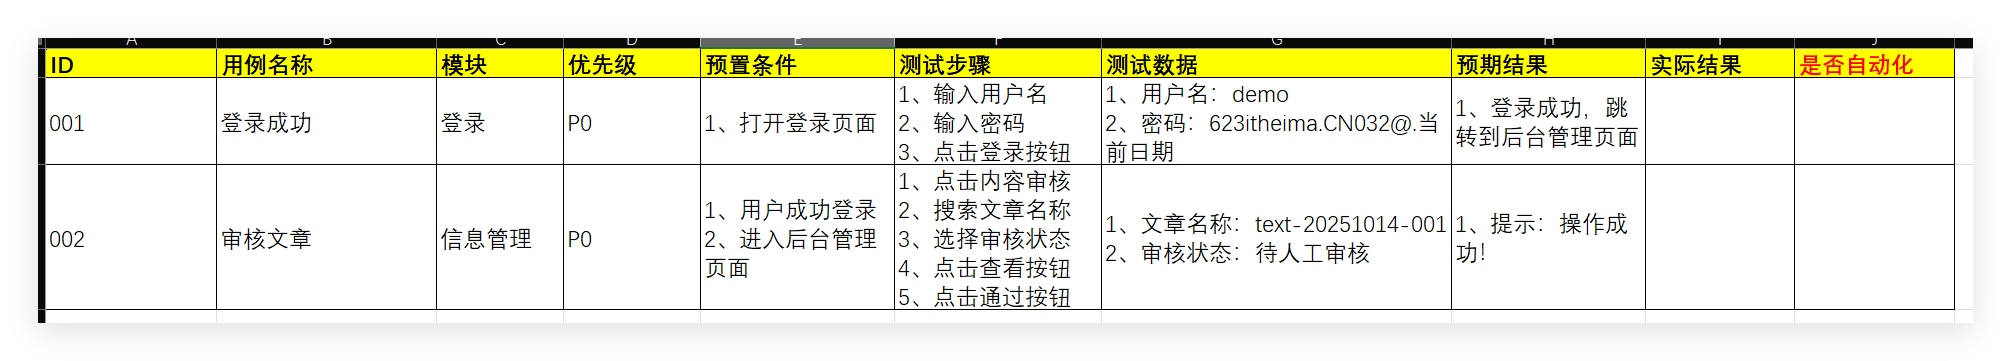 A B C D E F G H I J
ID 用例名称 模块 优先级 预置条件 测试步骤 测试数据 预期结果 实际结果 是否自动化
001 登录成功 登录 P0 1、打开登录页面
1、输入用户名
2、输入密码
3、点击登录按钮
1、用户名：demo
2、密码：623itheima.CN032@.当
前日期
1、登录成功，跳
转到后台管理页面
002 审核文章 信息管理 P0
1、用户成功登录
2、进入后台管理
页面
1、点击内容审核
2、搜索文章名称
3、选择审核状态
4、点击查看按钮
5、点击通过按钮
1、文章名称：text-20251014-001
2、审核状态：待人工审核
1、提示：操作成
功！